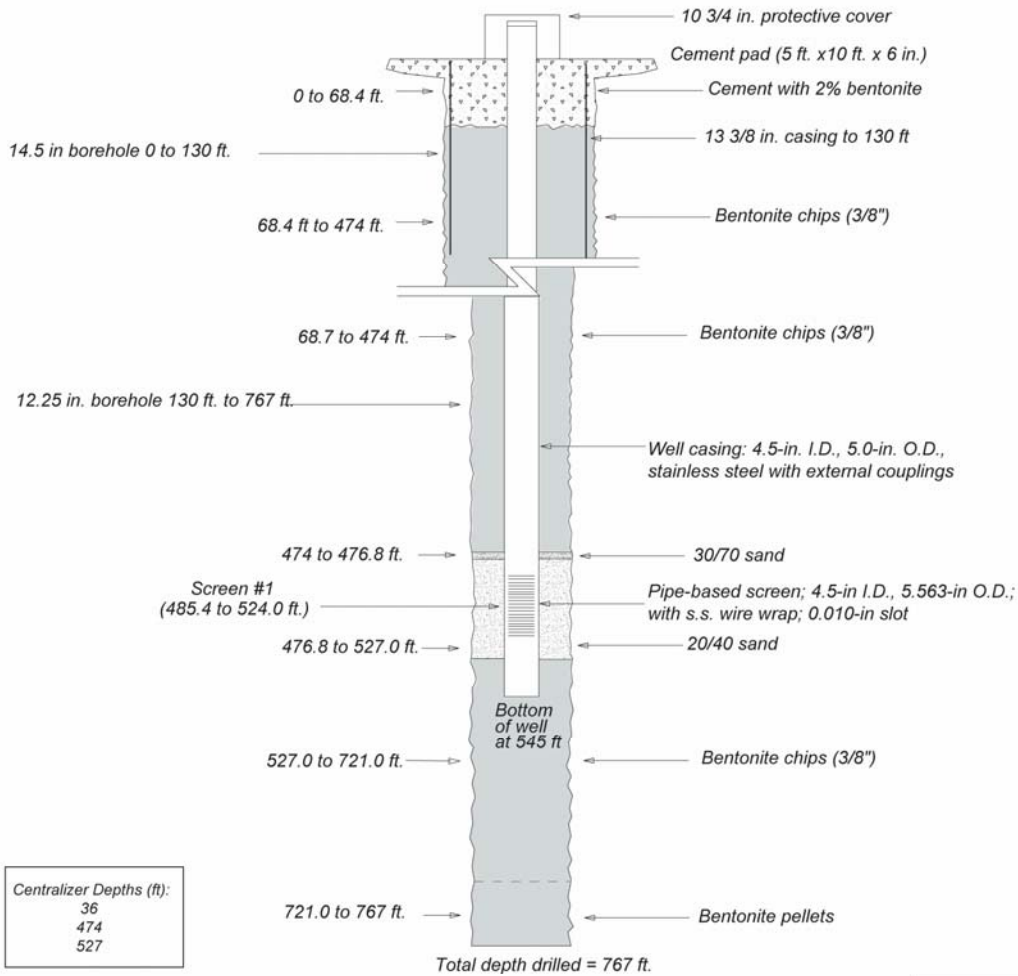 10 3/4 in. protective cover
Cement pad (5 ft. x10 ft. x 6 in.)
0 to 68.4 ft.
Cement with 2% bentonite
13 3/8 in. casing to 130 ft
14.5 in borehole 0 to 130 ft.
68.4 ft to 474 ft.
Bentonite chips (3/8")
68.7 to 474 ft.
Bentonite chips (3/8")
12.25 in. borehole 130 ft. to 767 ft.
Well casing: 4.5-in. I.D., 5.0-in. O.D.,
stainless steel with external couplings
474 to 476.8 ft.
30/70 sand
Screen #1
(485.4 to 524.0 ft.)
Pipe-based screen; 4.5-in I.D., 5.563-in O.D.;
with s.s. wire wrap; 0.010-in slot
476.8 to 527.0 ft.
20/40 sand
Bottom
of well
at 545 ft
527.0 to 721.0 ft.
Bentonite chips (3/8")
Centralizer Depths (ft):
36
474
527
721.0 to 767 ft.
Bentonite pellets
Total depth drilled = 767 ft.